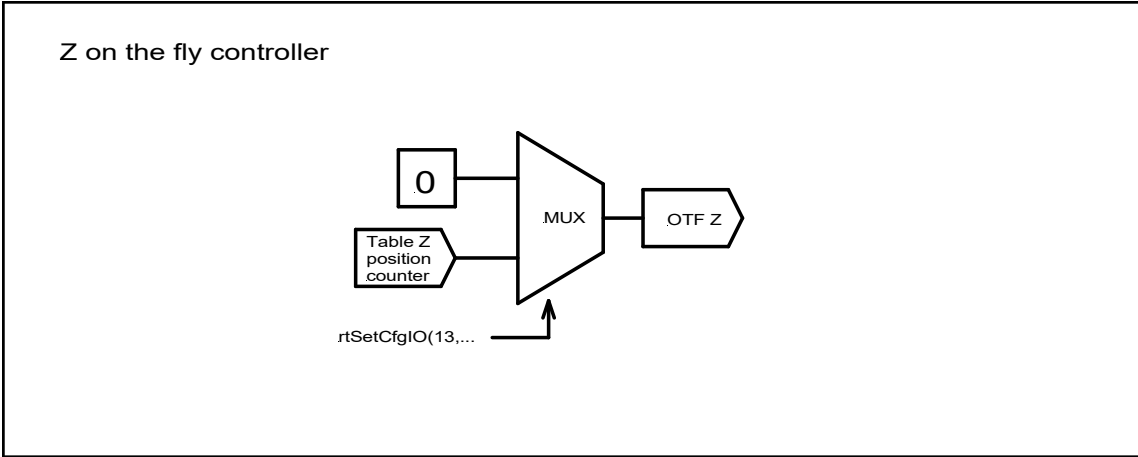 Z on the fly controller
0
MUX
OTF Z
Table Z
position
counter
rtSetCfgIO(13,...